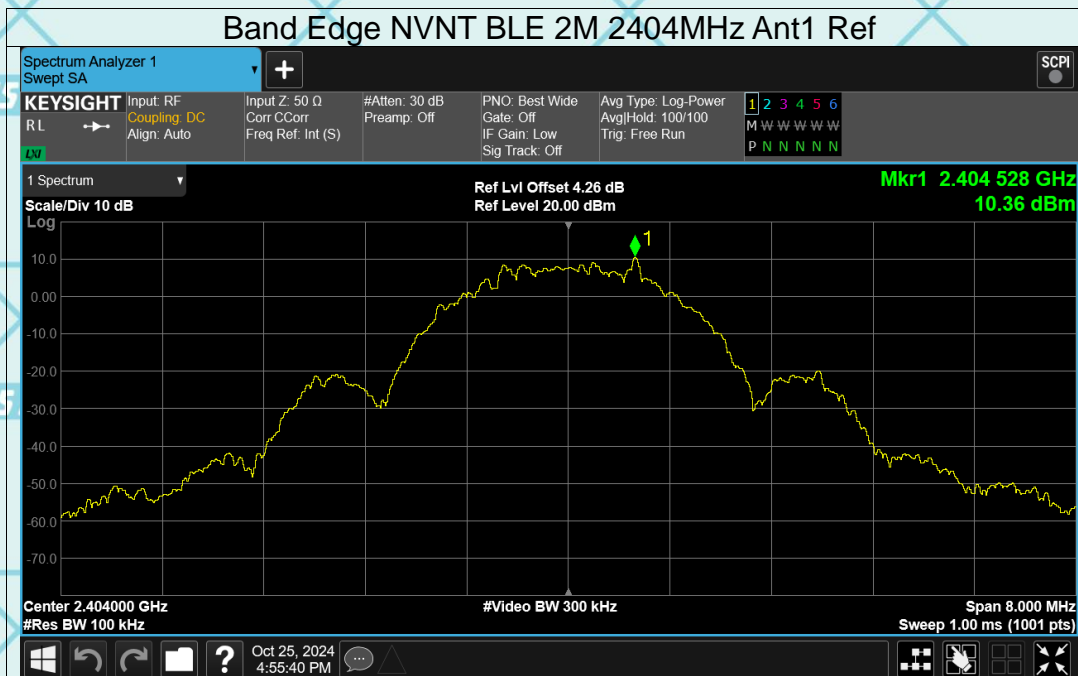 Band Edge NVNT BLE 2M 2404MHz Ant1 Ref
Spectrum Analyzer 1
Swept SA
+
SCPI
KEYSIGHT
R L
LXI
Input: RF
Coupling: DC
Align: Auto
Input Z: 50 Ω
Corr CCorr
Freq Ref: Int (S)
#Atten: 30 dB
Preamp: Off
PNO: Best Wide
Gate: Off
IF Gain: Low
Sig Track: Off
Avg Type: Log-Power
Avg|Hold: 100/100
Trig: Free Run
1 2 3 4 5 6
M W W W W W
P N N N N N
1 Spectrum
Scale/Div 10 dB
Log
Ref Lvl Offset 4.26 dB
Ref Level 20.00 dBm
Mkr1 2.404 528 GHz
10.36 dBm
1
10.0
0.00
-10.0
-20.0
-30.0
-40.0
-50.0
-60.0
-70.0
Center 2.404000 GHz
#Video BW 300 kHz
Span 8.000 MHz
#Res BW 100 kHz
Sweep 1.00 ms (1001 pts)
?
Oct 25, 2024
4:55:40 PM